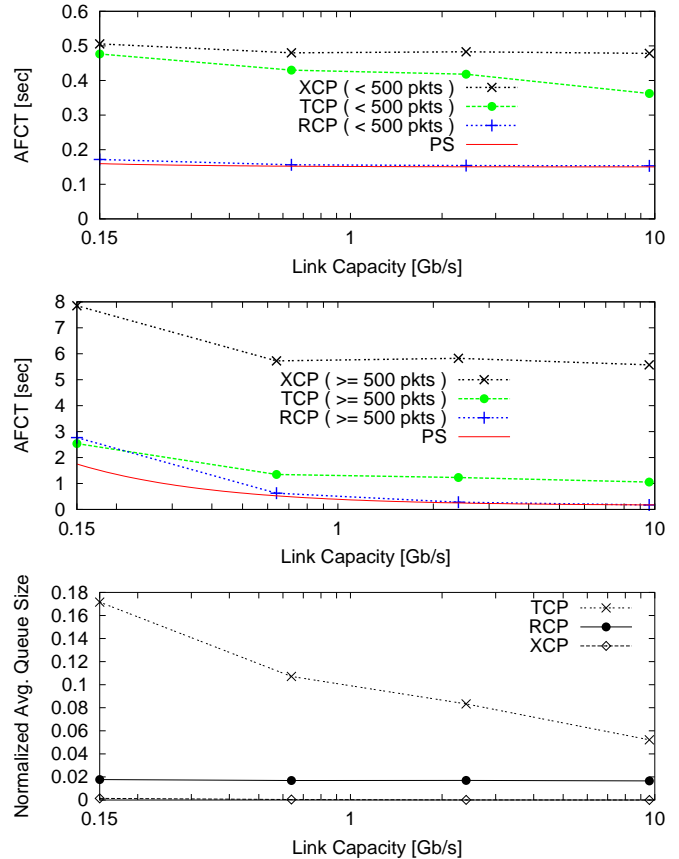 0.6
0.5
0.4
0.3
0.2
0.1
0
AFCT [sec]
XCP ( < 500 pkts )
TCP ( < 500 pkts )
RCP ( < 500 pkts )
PS
0.15 1 10
Link Capacity [Gb/s]
8
7
6
5
4
3
2
1
0
AFCT [sec]
XCP ( >= 500 pkts )
TCP ( >= 500 pkts )
RCP ( >= 500 pkts )
PS
0.15 1 10
Link Capacity [Gb/s]
0.18
0.16
0.14
0.12
0.1
0.08
0.06
0.04
0.02
0
Normalized Avg. Queue Size
TCP
RCP
XCP
0.15 1 10
Link Capacity [Gb/s]